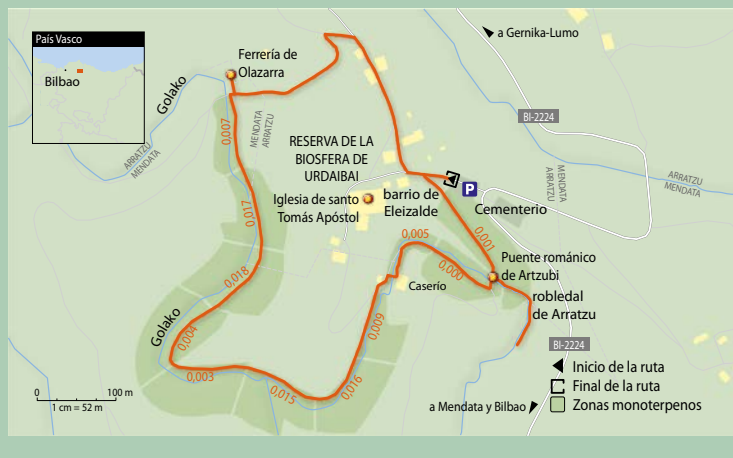 País Vasco
Bilbao
a Gernika-Lumo
Ferrería de
Olazarra
Golako
BI-2224
0,007
MENDATA
ARRATZU
ARRATZU
MENDATA
RESERVA DE LA
BIOSFERA DE
URDAIBAI
MENDATA
ARRATZU
ARRATZU
MENDATA
P
Iglesia de santo
Tomás Apóstol
barrio de
Eleizalde
Cementerio
0,017
0,005
0,001
0,000
Puente románico
de Artzubi
0,018
Caserío
robledal
de Arratzu
Golako
0,004
0,009
BI-2224
0,003
0,015
0,016
Inicio de la ruta
Final de la ruta
Zonas monoterpenos
0 100 m
1 cm = 52 m
a Mendata y Bilbao